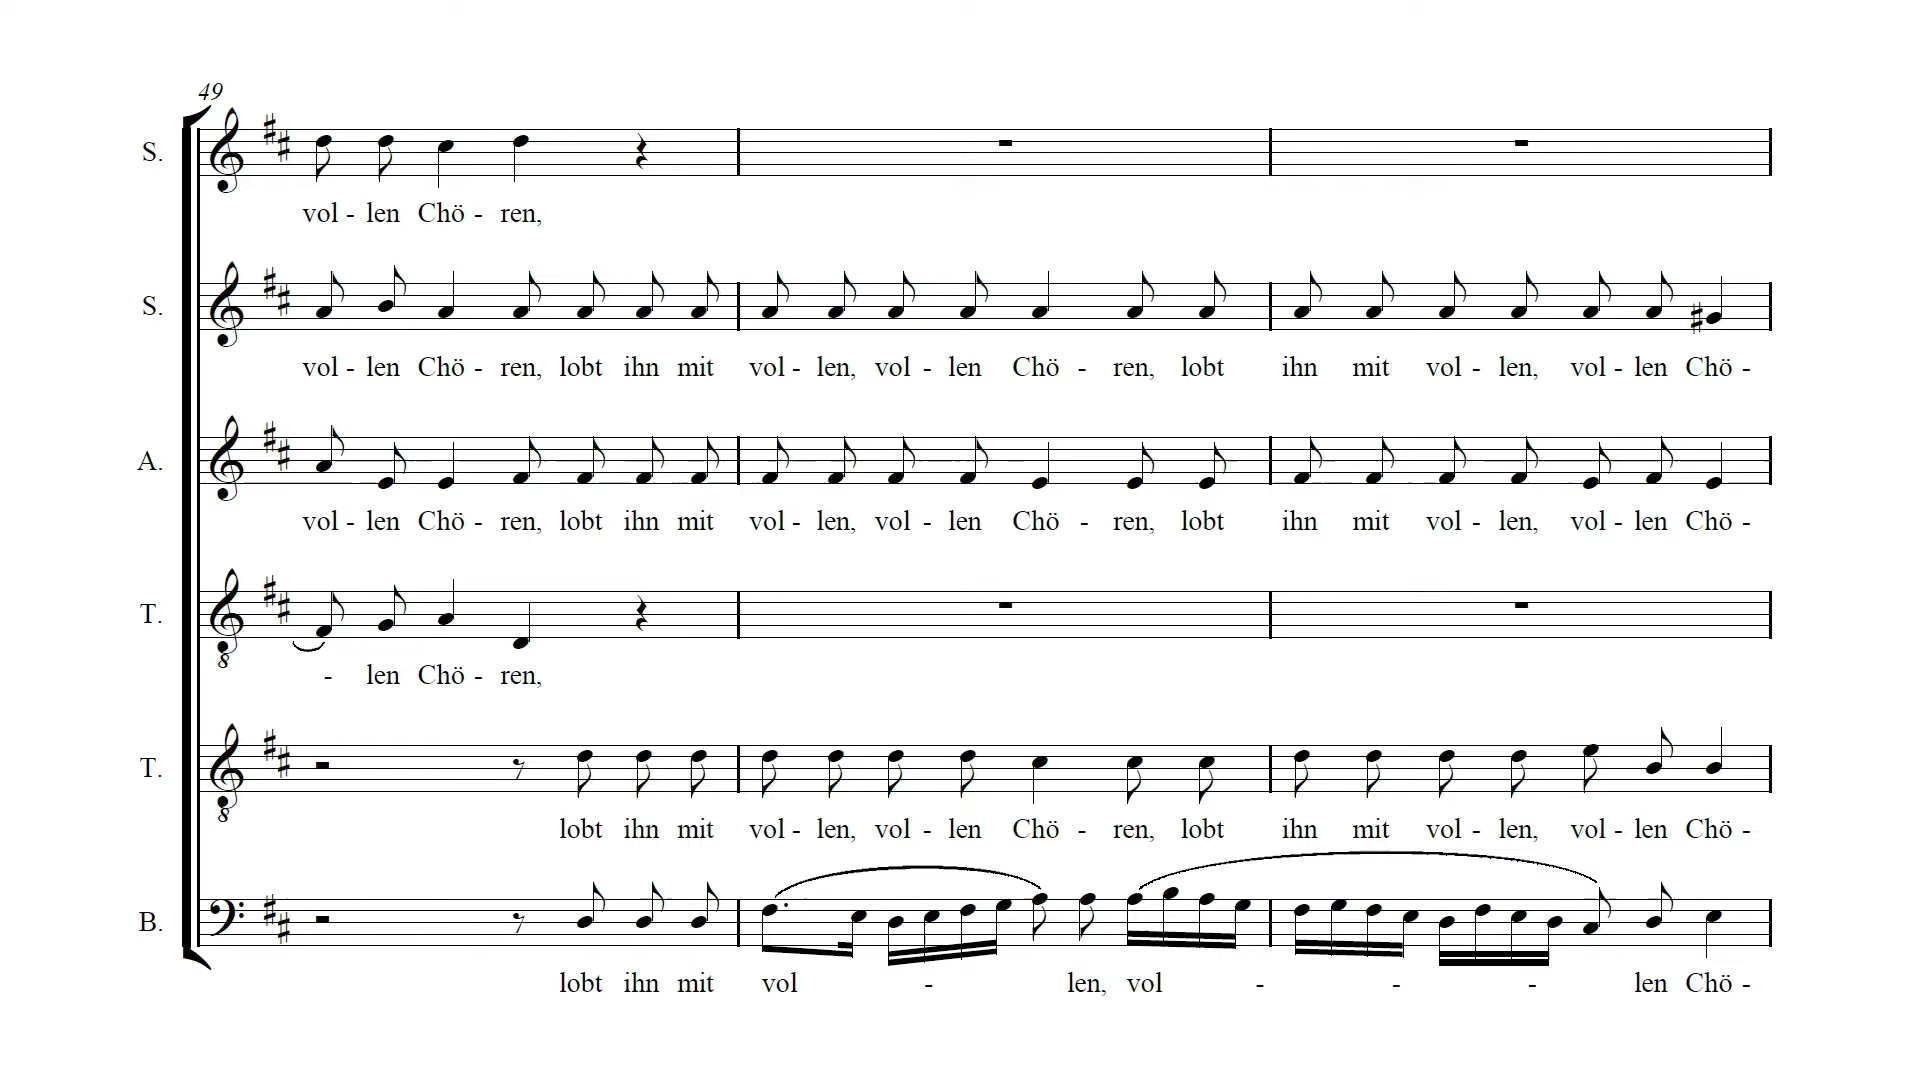 49
S.
vol - len Chö - ren,
S.
vol - len Chö - ren, lobt ihn mit vol - len, vol - len Chö - ren, lobt ihn mit vol - len, vol - len Chö -
A.
vol - len Chö - ren, lobt ihn mit vol - len, vol - len Chö - ren, lobt ihn mit vol - len, vol - len Chö -
T.
8
- len Chö - ren,
T.
8
lobt ihn mit vol - len, vol - len Chö - ren, lobt ihn mit vol - len, vol - len Chö -
B.
lobt ihn mit vol - len, vol - - - len Chö -